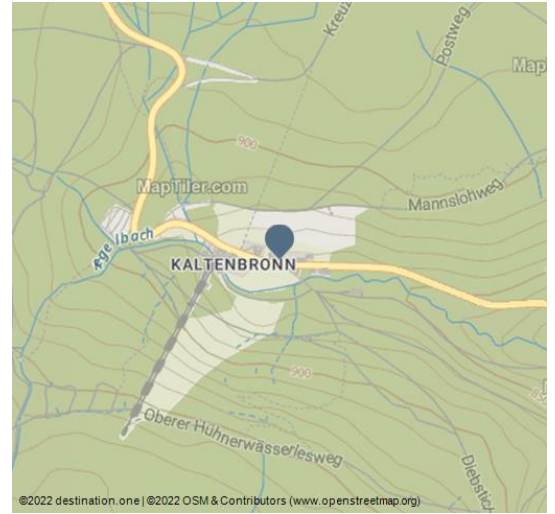 Kreuz
Postweg
Map
900
MapTiler.com
Mannslohweg
KALTENBRONN
900
Oberer Hühnerwässerlesweg
Diebstich
©2022 destination.one | ©2022 OSM & Contributors (www.openstreetmap.org)